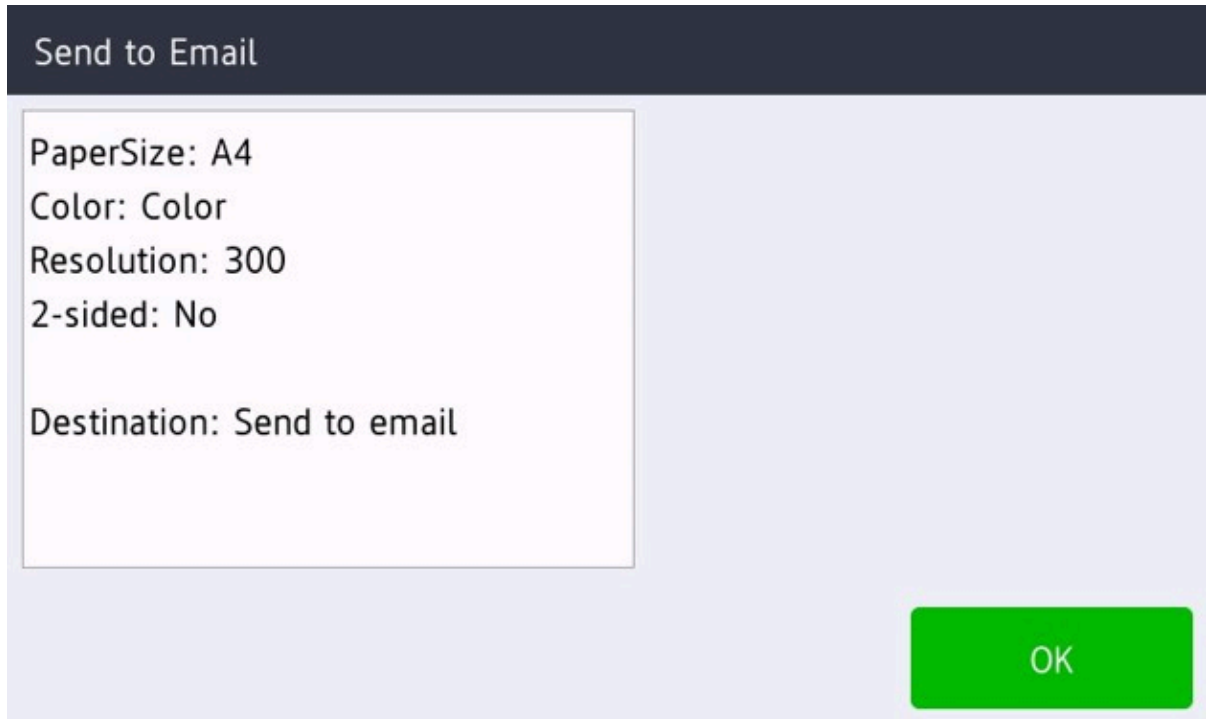 Send to Email
PaperSize: A4
Color: Color
Resolution: 300
2-sided: No
Destination: Send to email
OK